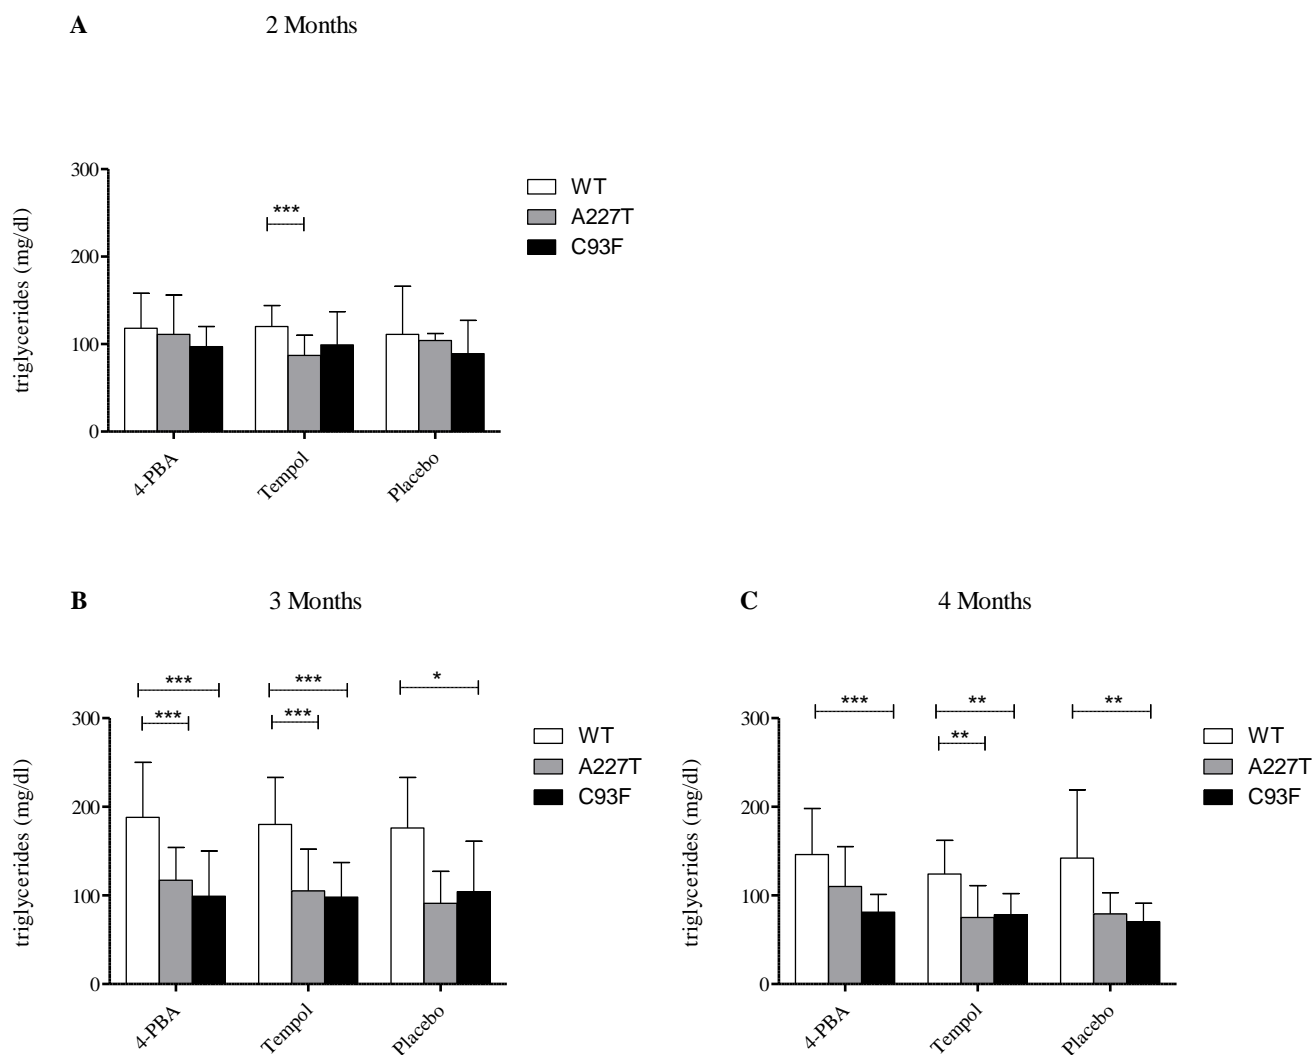 A 2 Months
triglycerides (mg/dl)
300
200
100
0
***
WT
A227T
C93F
4-PBA
Tempol
Placebo
B 3 Months
triglycerides (mg/dl)
300
200
100
0
*** *** *
*** ***
WT
A227T
C93F
4-PBA
Tempol
Placebo
C 4 Months
triglycerides (mg/dl)
300
200
100
0
*** ** **
**
WT
A227T
C93F
4-PBA
Tempol
Placebo